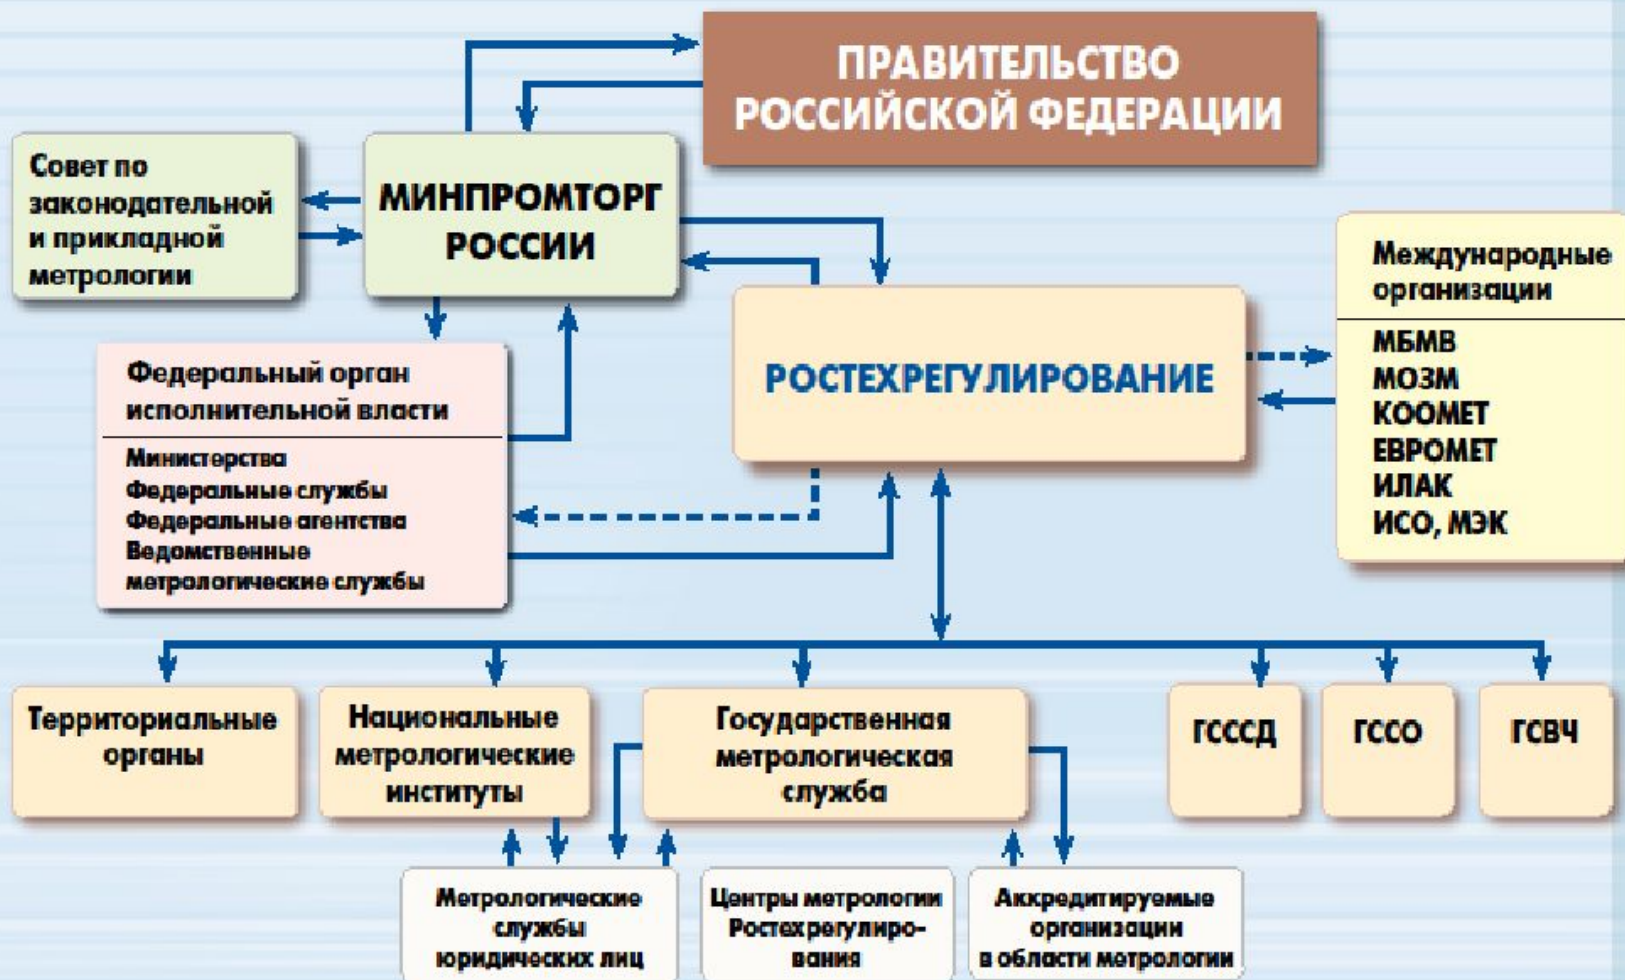 ПРАВИТЕЛЬСТВО
РОССИЙСКОЙ ФЕДЕРАЦИИ
Совет по
законодательной
и прикладной
метрологии
МИНПРОМТОРГ
РОССИИ
Международные
организации
МБМВ
МОЗМ
КООМЕТ
ЕВРОМЕТ
ИЛАК
ИСО, МЭК
РОСТЕХРЕГУЛИРОВАНИЕ
Федеральный орган
исполнительной власти
Министерства
Федеральные службы
Федеральные агентства
Ведомственные
метрологические службы
Территориальные
органы
Национальные
метрологические
институты
Государственная
метрологическая
служба
ГСССД
ГССО
ГСВЧ
Метрологические
службы
юридических лиц
Центры метрологии
Ростехрегулиро-
вания
Аккредитируемые
организации
в области метрологии